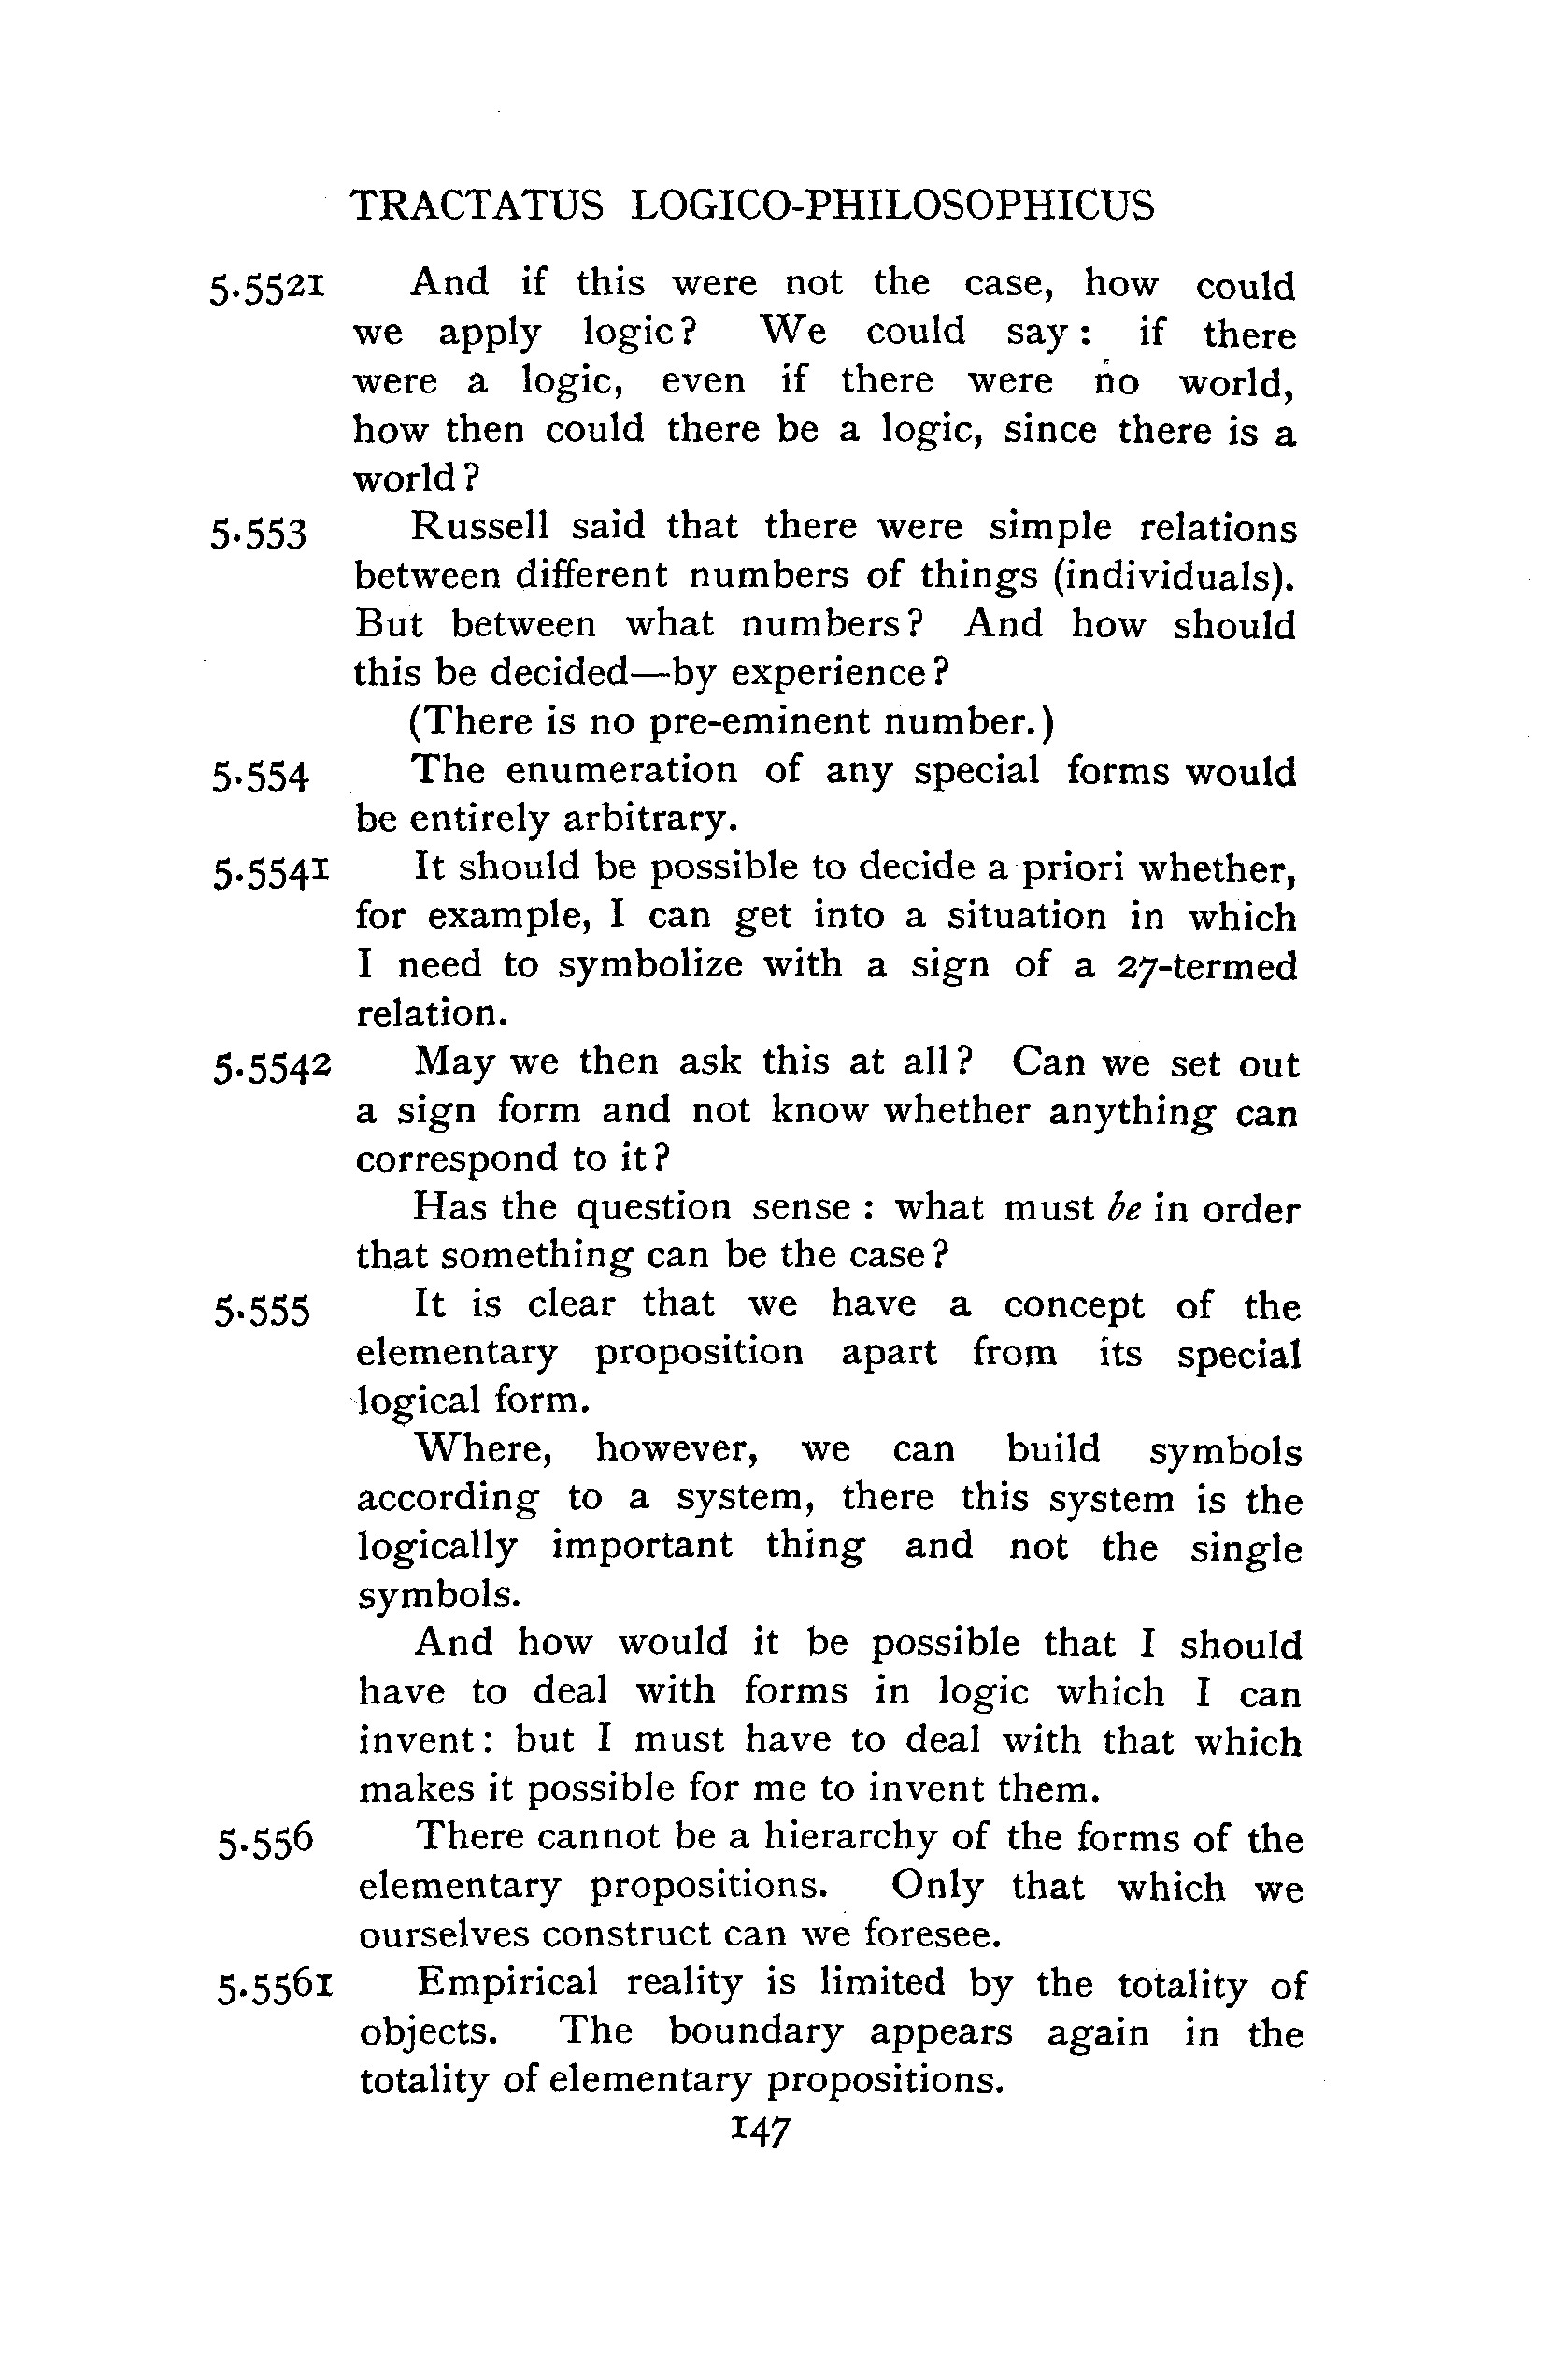 TRACTATUS LOGICO-PHILOSOPHICUS
5·5521 And if this were not the case, how could
we apply logic? We could say: if there
were a logic, even if there were no world,
how then could there be a logic, since there is a
world?
5·553 Russell said that there were simple relations
between different numbers of things (individuals).
But between what numbers? And how should
this be decided—by experience?
(There is no pre-eminent number.)
5·554 The enumeration of any special forms would
be entirely arbitrary.
5·5541 It should be possible to decide a priori whether,
for example, I can get into a situation in which
I need to symbolize with a sign of a 27-termed
relation.
5·5542 May we then ask this at all? Can we set out
a sign form and not know whether anything can
correspond to it?
Has the question sense: what must be in order
that something can be the case?
5·555 It is clear that we have a concept of the
elementary proposition apart from its special
logical form.
Where, however, we can build symbols
according to a system, there this system is the
logically important thing and not the single
symbols.
And how would it be possible that I should
have to deal with forms in logic which I can
invent: but I must have to deal with that which
makes it possible for me to invent them.
5·556 There cannot be a hierarchy of the forms of the
elementary propositions. Only that which we
ourselves construct can we foresee.
5·5561 Empirical reality is limited by the totality of
objects. The boundary appears again in the
totality of elementary propositions.
147